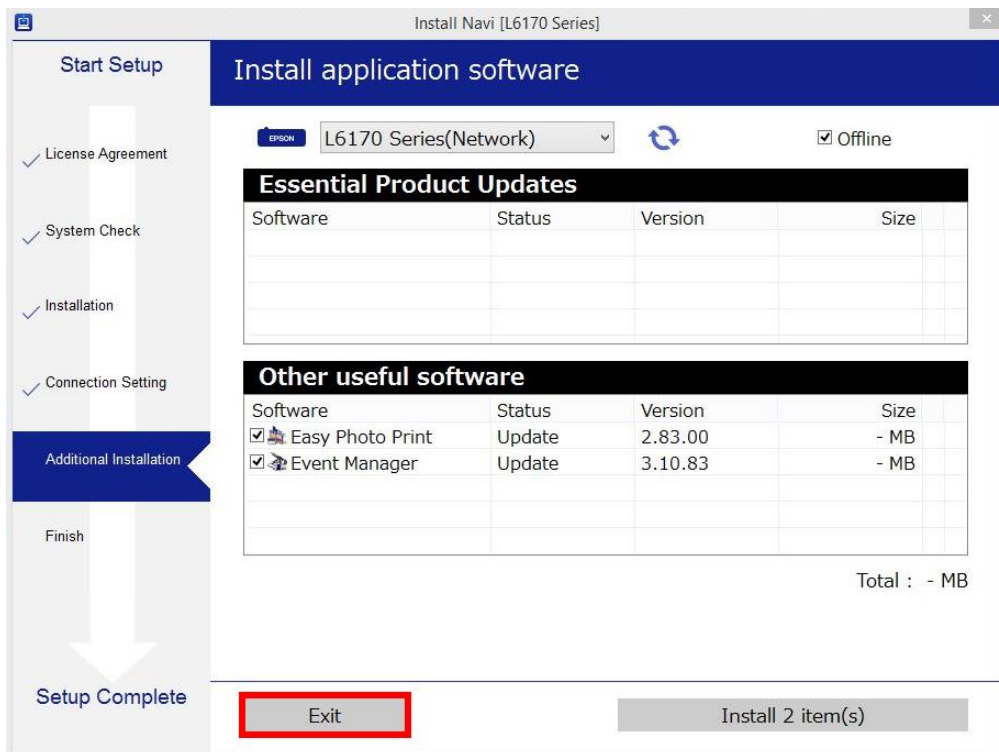 Install Navi [L6170 Series]
Start Setup
License Agreement
System Check
Installation
Connection Setting
Additional Installation
Finish
Setup Complete
Install application software
EPSON L6170 Series(Network) Offline
Essential Product Updates
Software Status Version Size
Other useful software
Software Status Version Size
Easy Photo Print Update 2.83.00 - MB
Event Manager Update 3.10.83 - MB
Total : - MB
Exit Install 2 item(s)